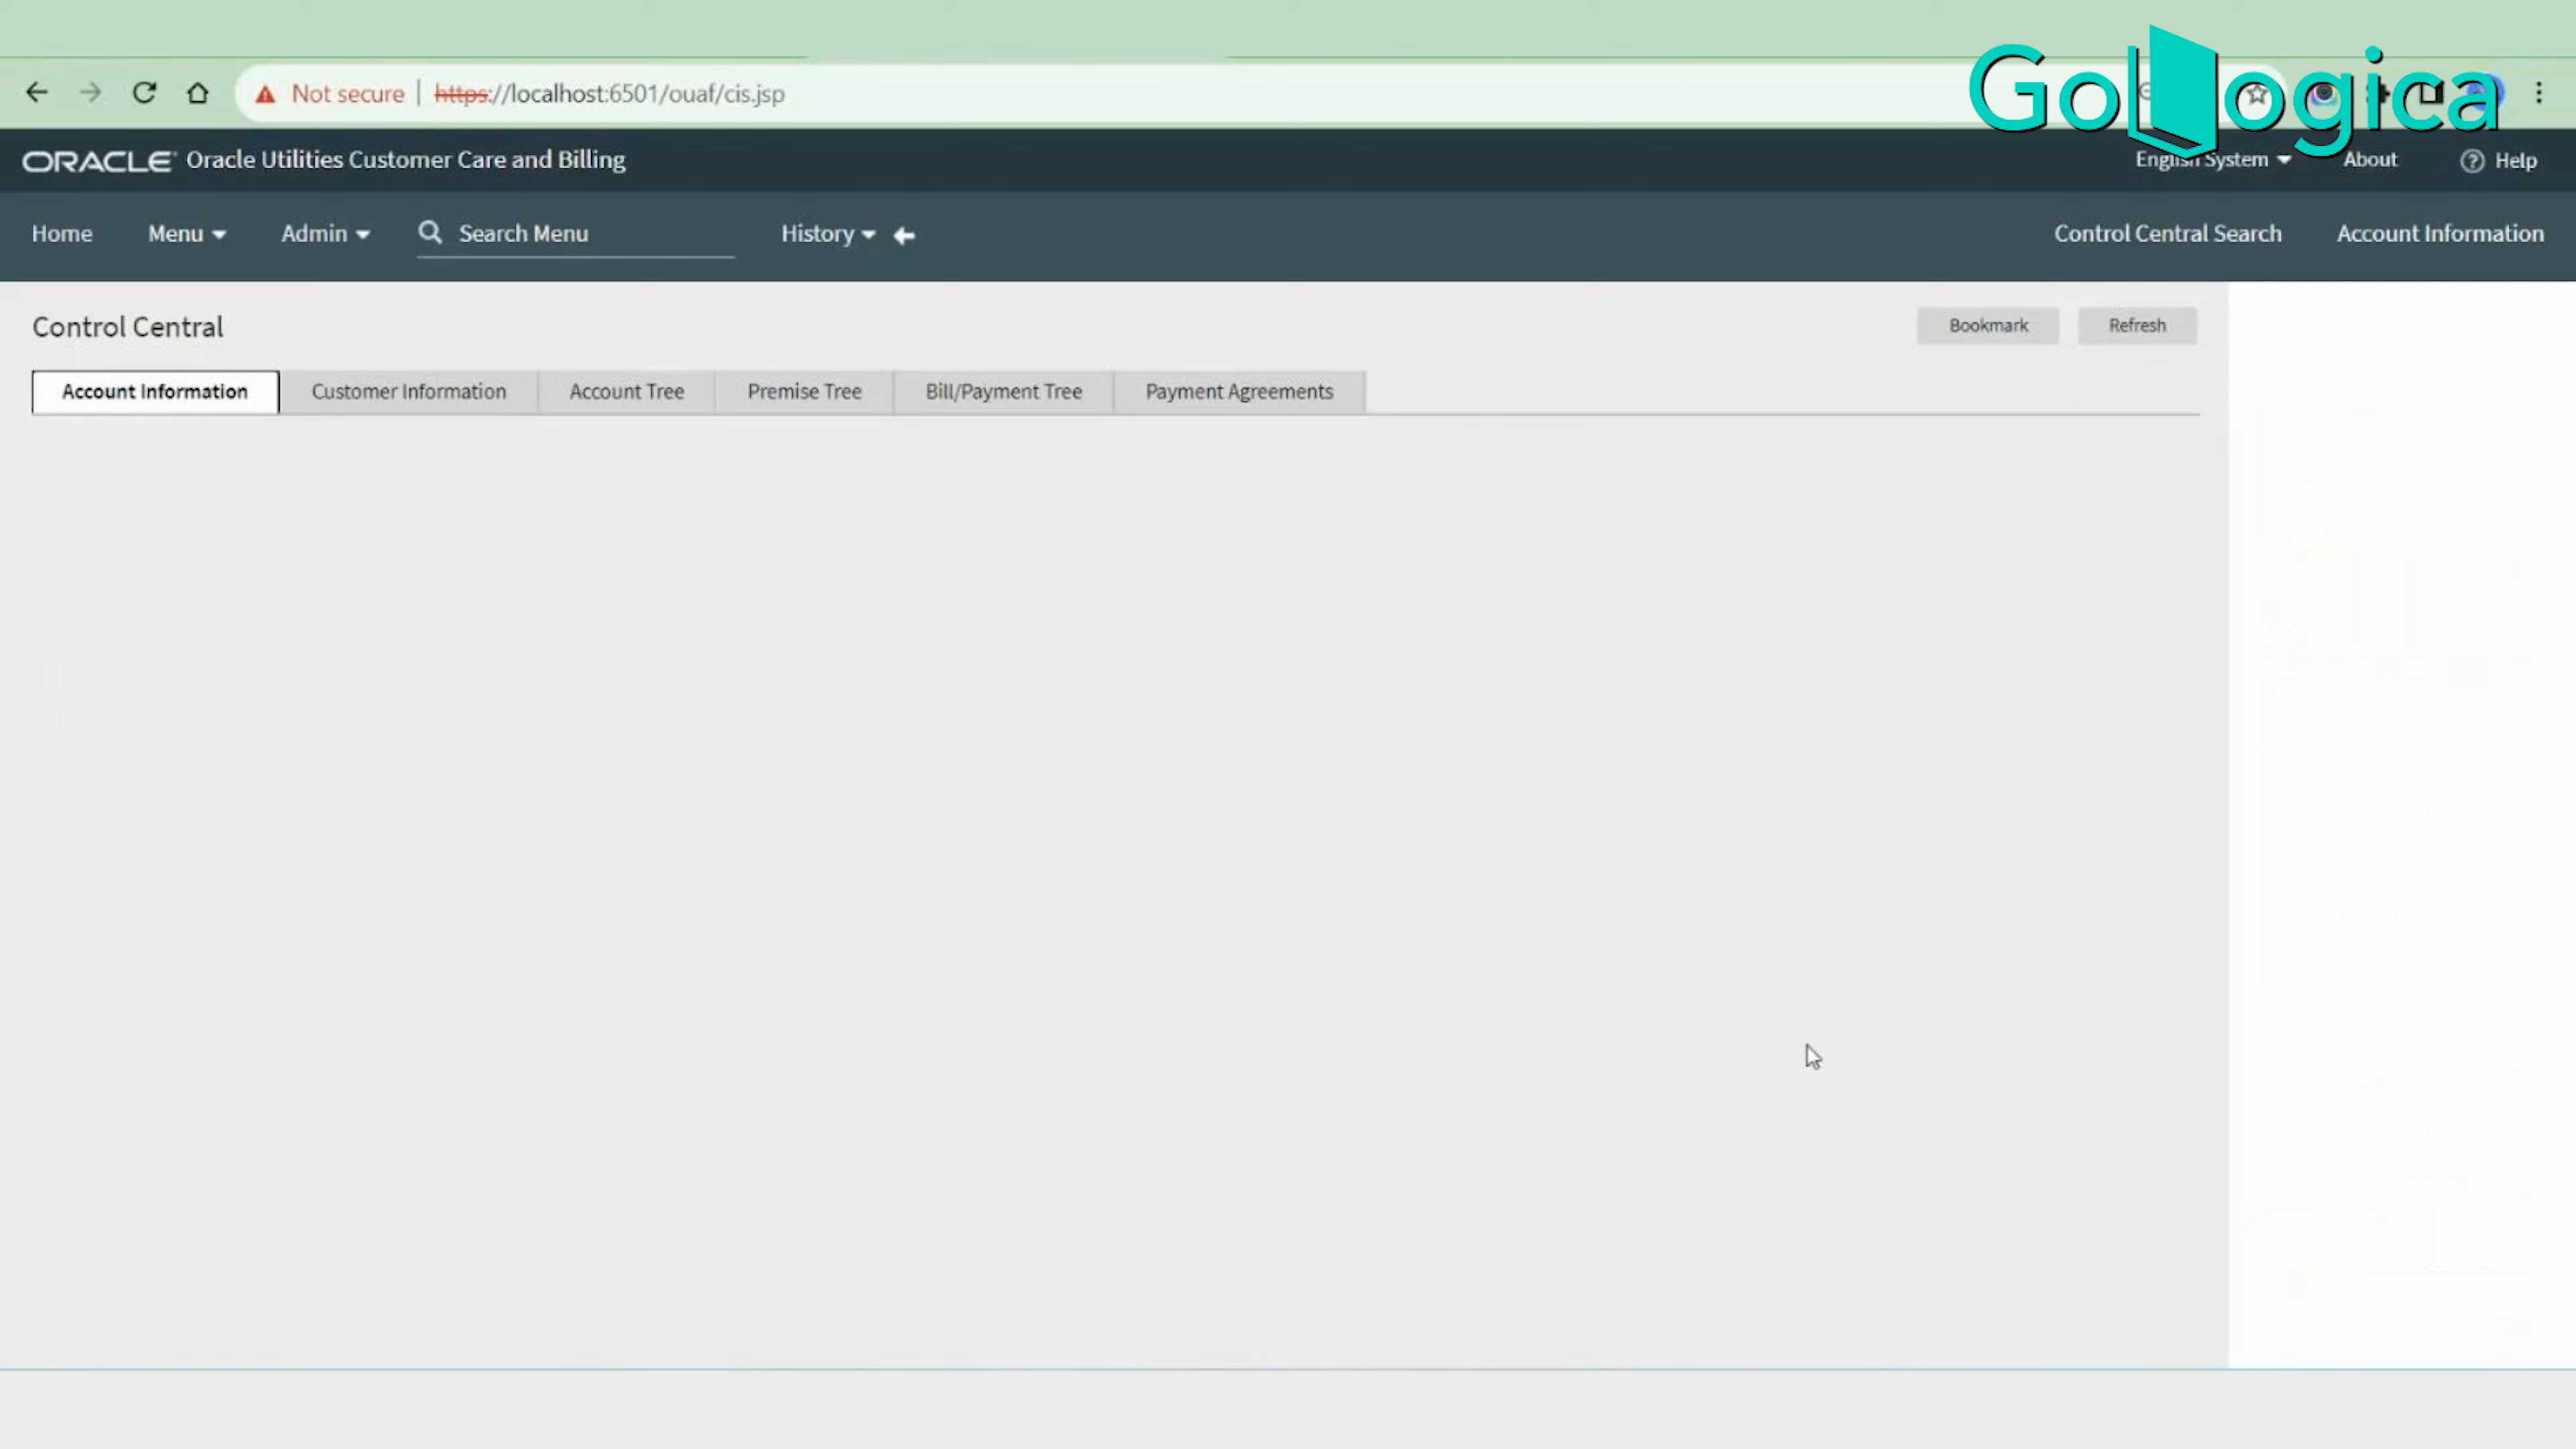 GoLogica
Not secure | https://localhost:6501/ouaf/cis.jsp
ORACLE Oracle Utilities Customer Care and Billing English System About Help
Home Menu Admin Search Menu History Control Central Search Account Information
Control Central Bookmark Refresh
Account Information Customer Information Account Tree Premise Tree Bill/Payment Tree Payment Agreements